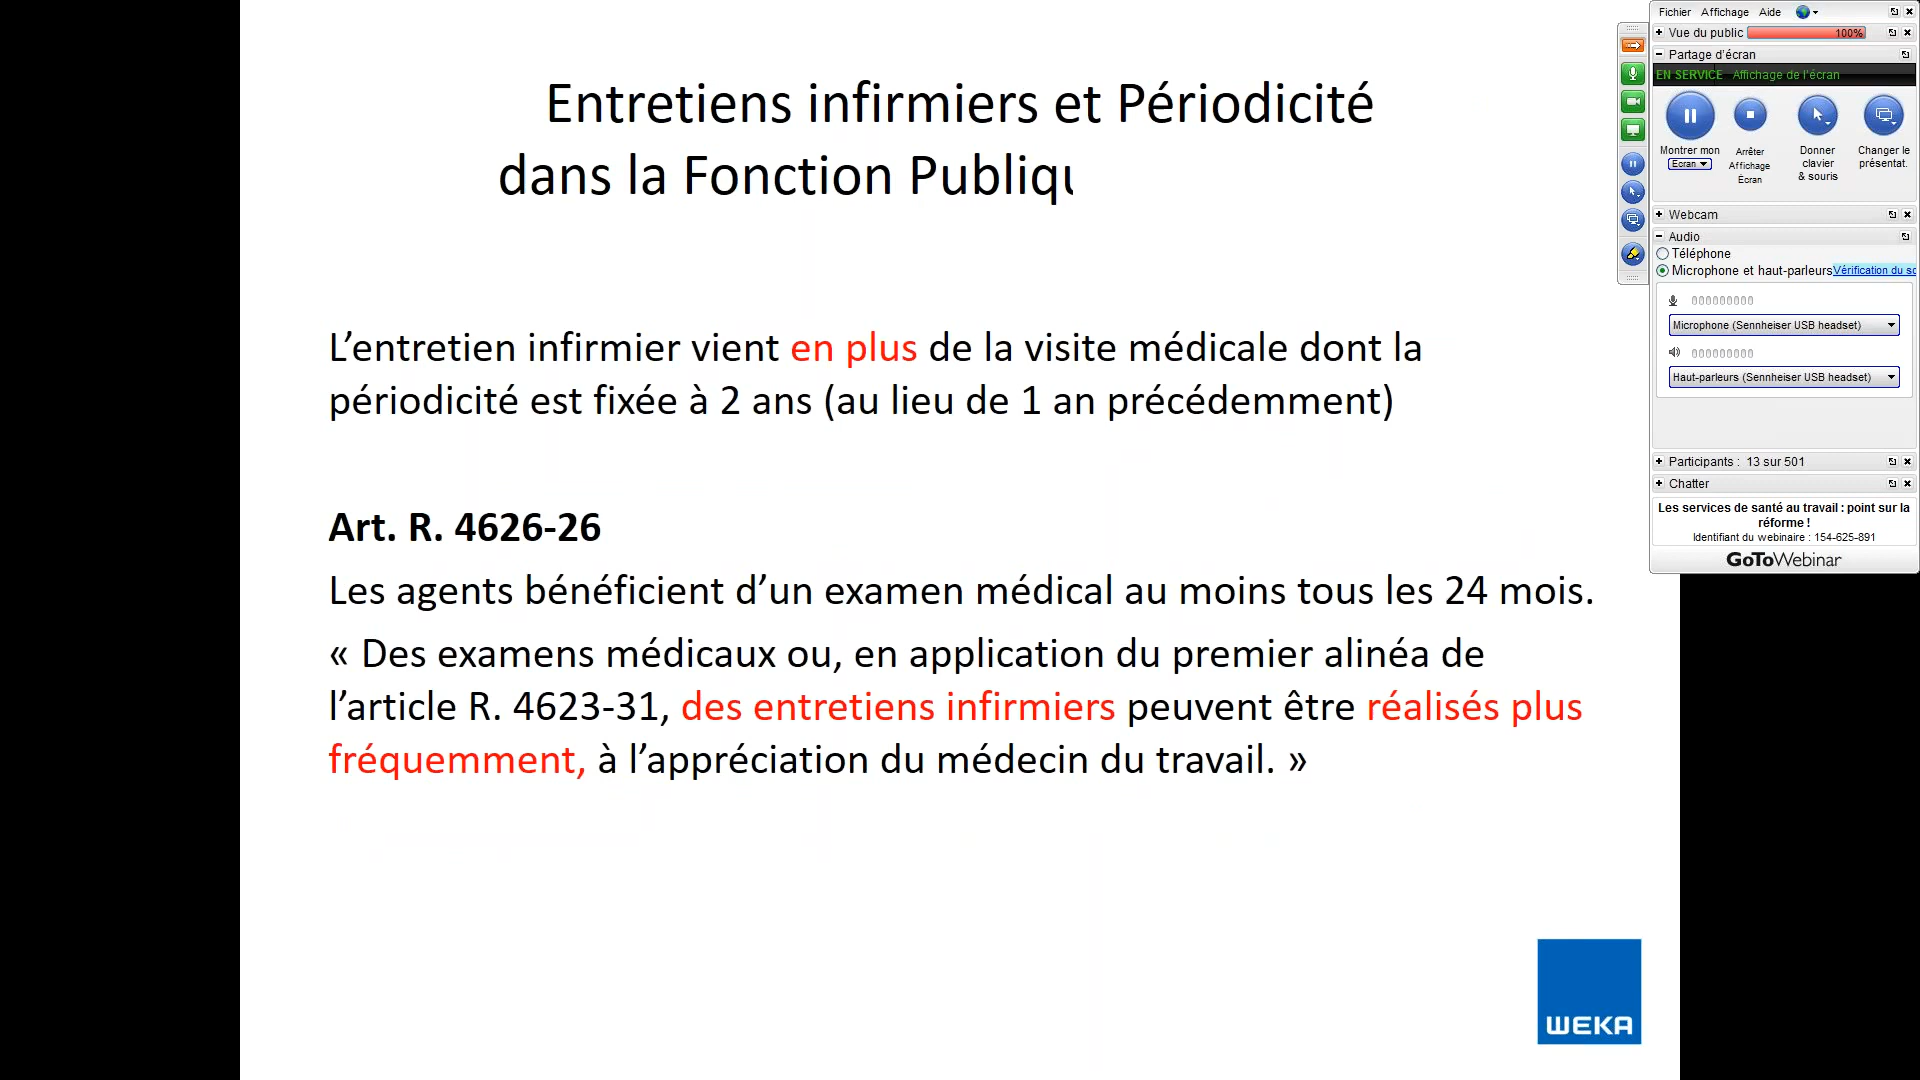 Entretiens infirmiers et Périodicité
dans la Fonction
L’entretien infirmier vient en plus de la visite médicale dont la
périodicité est fixée à 2 ans (au lieu de 1 an précédemment)
Art. R. 4626-26
Les agents bénéficient d’un examen médical au moins tous les 24 mois.
« Des examens médicaux ou, en application du premier alinéa de
l’article R. 4623-31, des entretiens infirmiers peuvent être réalisés plus
fréquemment, à l’appréciation du médecin du travail. »
WEKA
Fichier Affichage Aide
Vue du public 100%
Partage d'écran
EN SERVICE Affichage de l'écran
Montrer mon
Ecran
Arrêter
Affichage
Écran
Donner
clavier
& souris
Changer le
présentat.
Webcam
Audio
Téléphone
Microphone et haut-parleurs Vérification du
000000000
Microphone (Sennheiser USB headset)
000000000
Haut-parleurs (Sennheiser USB headset)
Participants : 13 sur 501
Chatter
Les services de santé au travail : point sur la
réforme !
Identifiant du webinaire : 154-625-891
GoToWebinar